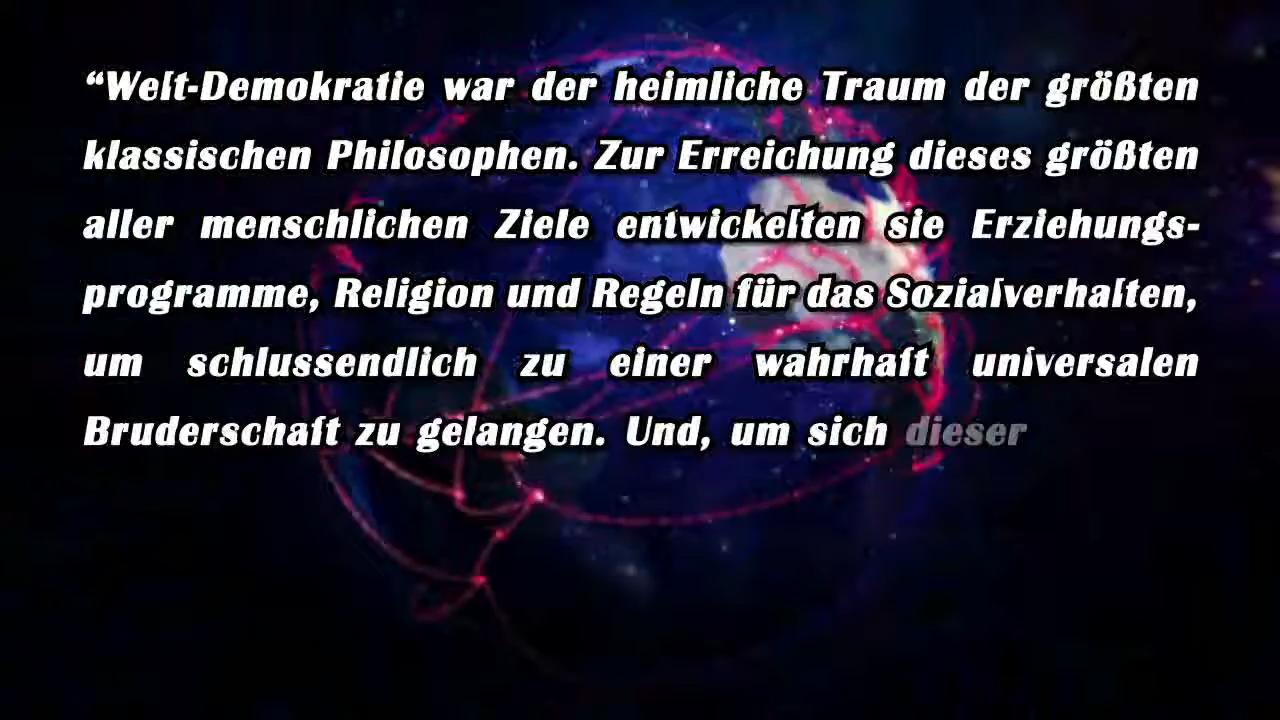 “Welt-Demokratie war der heimliche Traum der größten
klassischen Philosophen. Zur Erreichung dieses größten
aller menschlichen Ziele entwickelten sie Erziehungs-
programme, Religion und Regeln für das Sozialverhalten,
um schlussendlich zu einer wahrhaft universalen
Bruderschaft zu gelangen. Und, um sich dieser